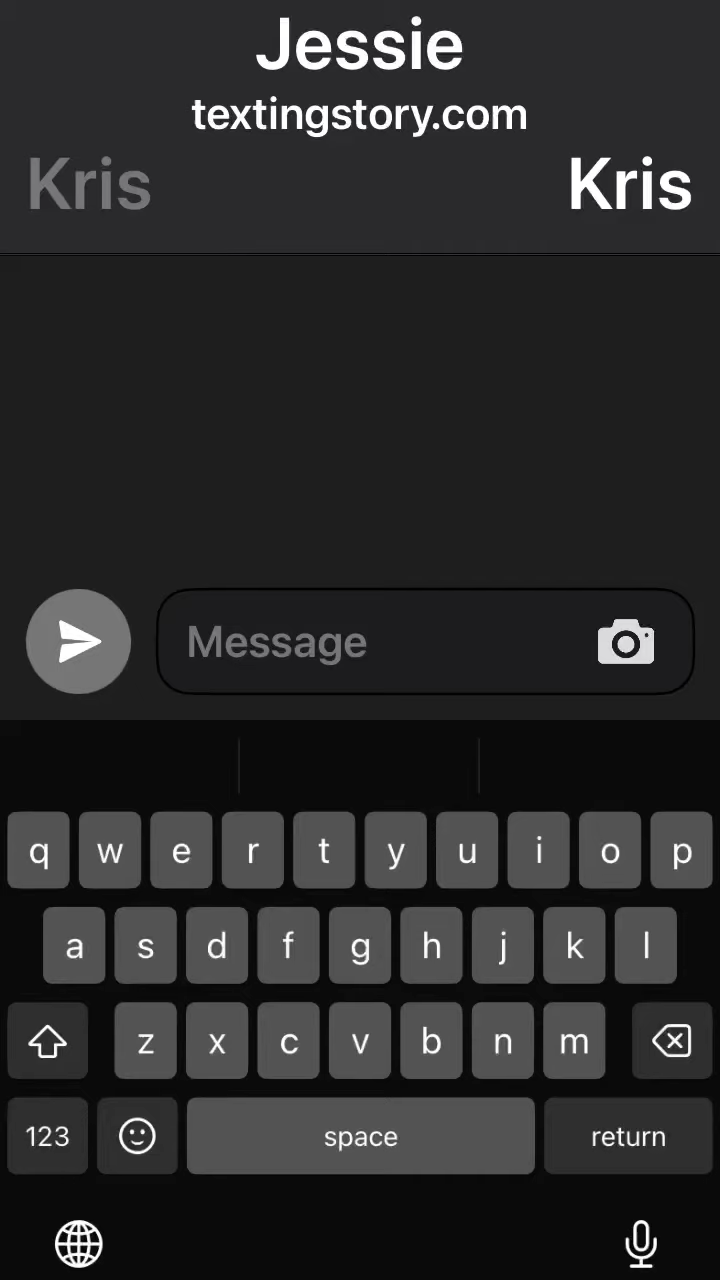 Jessie
textingstory.com
Kris Kris
Message
q w e r t y u i o p
a s d f g h j k l
z x c v b n m
123 space return